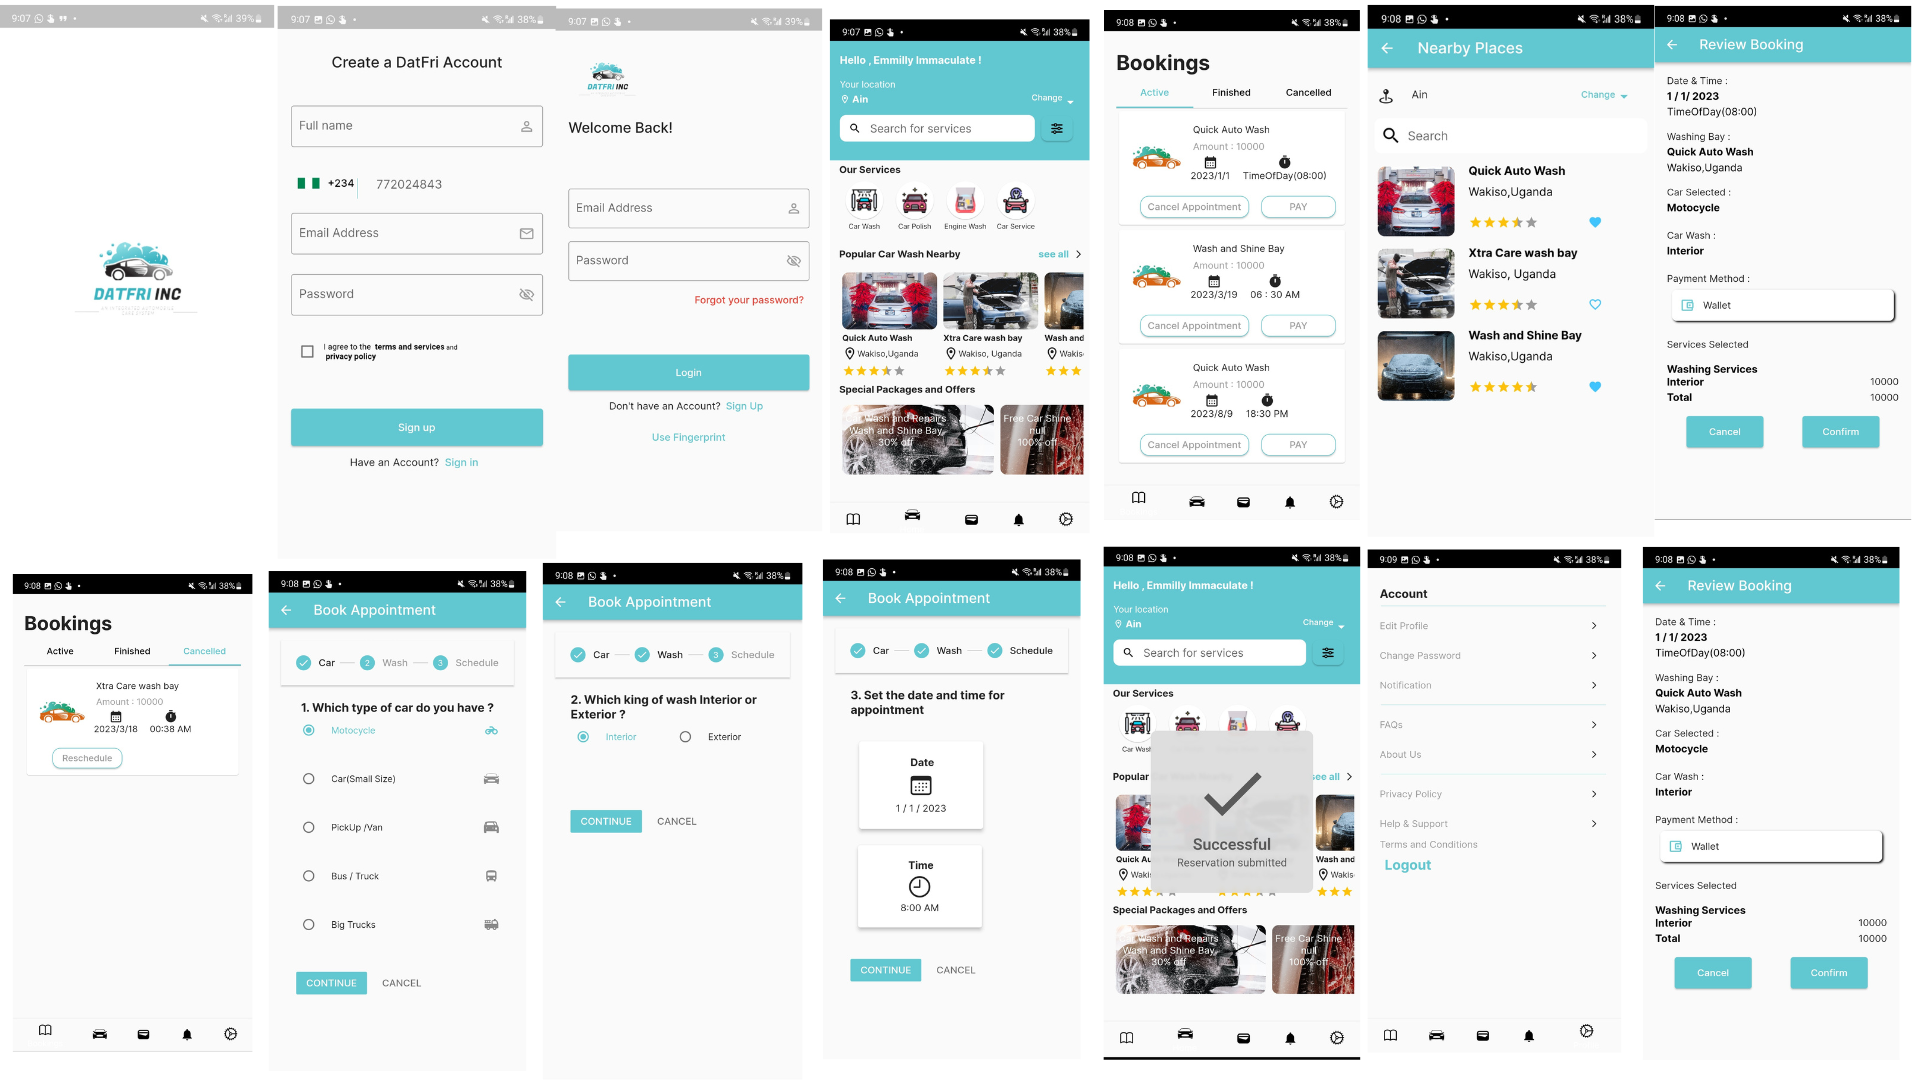 9:07
39%
DATFRI INC
9:07
38%
Create a DatFri Account
Full name
+234
772024843
Email Address
Password
I agree to the terms and services and
privacy policy
Sign up
Have an Account? Sign in
9:07
39%
DATFRI INC
Welcome Back!
Email Address
Password
Forgot your password?
Login
Don't have an Account? Sign Up
Use Fingerprint
9:07
38%
Hello , Emmilly Immaculate !
Your location
Ain
Change
Search for services
Our Services
Car Wash
Car Polish
Engine Wash
Car Service
Popular Car Wash Nearby
see all
Quick Auto Wash
Xtra Care wash bay
Wash and
Wakiso,Uganda
Wakiso, Uganda
Wakis
Special Packages and Offers
Wash and Repairs
Wash and Shine Bay
30% off
Free Car Shine
null
100% off
9:08
38%
Bookings
Active
Finished
Cancelled
Quick Auto Wash
Amount : 10000
2023/1/1
TimeOfDay(08:00)
Cancel Appointment
PAY
Wash and Shine Bay
Amount : 10000
2023/3/19
06 : 30 AM
Cancel Appointment
PAY
Quick Auto Wash
Amount : 10000
2023/8/9
18:30 PM
Cancel Appointment
PAY
9:08
38%
Nearby Places
Ain
Change
Search
Quick Auto Wash
Wakiso,Uganda
Xtra Care wash bay
Wakiso, Uganda
Wash and Shine Bay
Wakiso,Uganda
9:08
38%
Review Booking
Date & Time :
1 / 1/ 2023
TimeOfDay(08:00)
Washing Bay :
Quick Auto Wash
Wakiso,Uganda
Car Selected :
Motocycle
Car Wash :
Interior
Payment Method :
Wallet
Services Selected
Washing Services
Interior
10000
Total
10000
Cancel
Confirm
9:08
38%
Bookings
Active
Finished
Cancelled
Xtra Care wash bay
Amount : 10000
2023/3/18
00:38 AM
Reschedule
9:08
38%
Book Appointment
Car
2
Wash
3
Schedule
1. Which type of car do you have ?
Motocycle
Car(Small Size)
PickUp /Van
Bus / Truck
Big Trucks
CONTINUE
CANCEL
9:08
38%
Book Appointment
Car
Wash
3
Schedule
2. Which king of wash Interior or
Exterior ?
Interior
Exterior
CONTINUE
CANCEL
9:08
38%
Book Appointment
Car
Wash
Schedule
3. Set the date and time for
appointment
Date
1 / 1 / 2023
Time
8:00 AM
CONTINUE
CANCEL
9:08
38%
Hello , Emmilly Immaculate !
Your location
Ain
Change
Search for services
Our Services
Car Wash
Popular
see all
Successful
Reservation submitted
Quick Au
Wash and
Wakis
Wakis
Special Packages and Offers
Wash and Repairs
Wash and Shine Bay
30% off
Free Car Shine
null
100% off
9:09
38%
Account
Edit Profile
Change Password
Notification
FAQs
About Us
Privacy Policy
Help & Support
Terms and Conditions
Logout
9:08
38%
Review Booking
Date & Time :
1 / 1/ 2023
TimeOfDay(08:00)
Washing Bay :
Quick Auto Wash
Wakiso,Uganda
Car Selected :
Motocycle
Car Wash :
Interior
Payment Method :
Wallet
Services Selected
Washing Services
Interior
10000
Total
10000
Cancel
Confirm